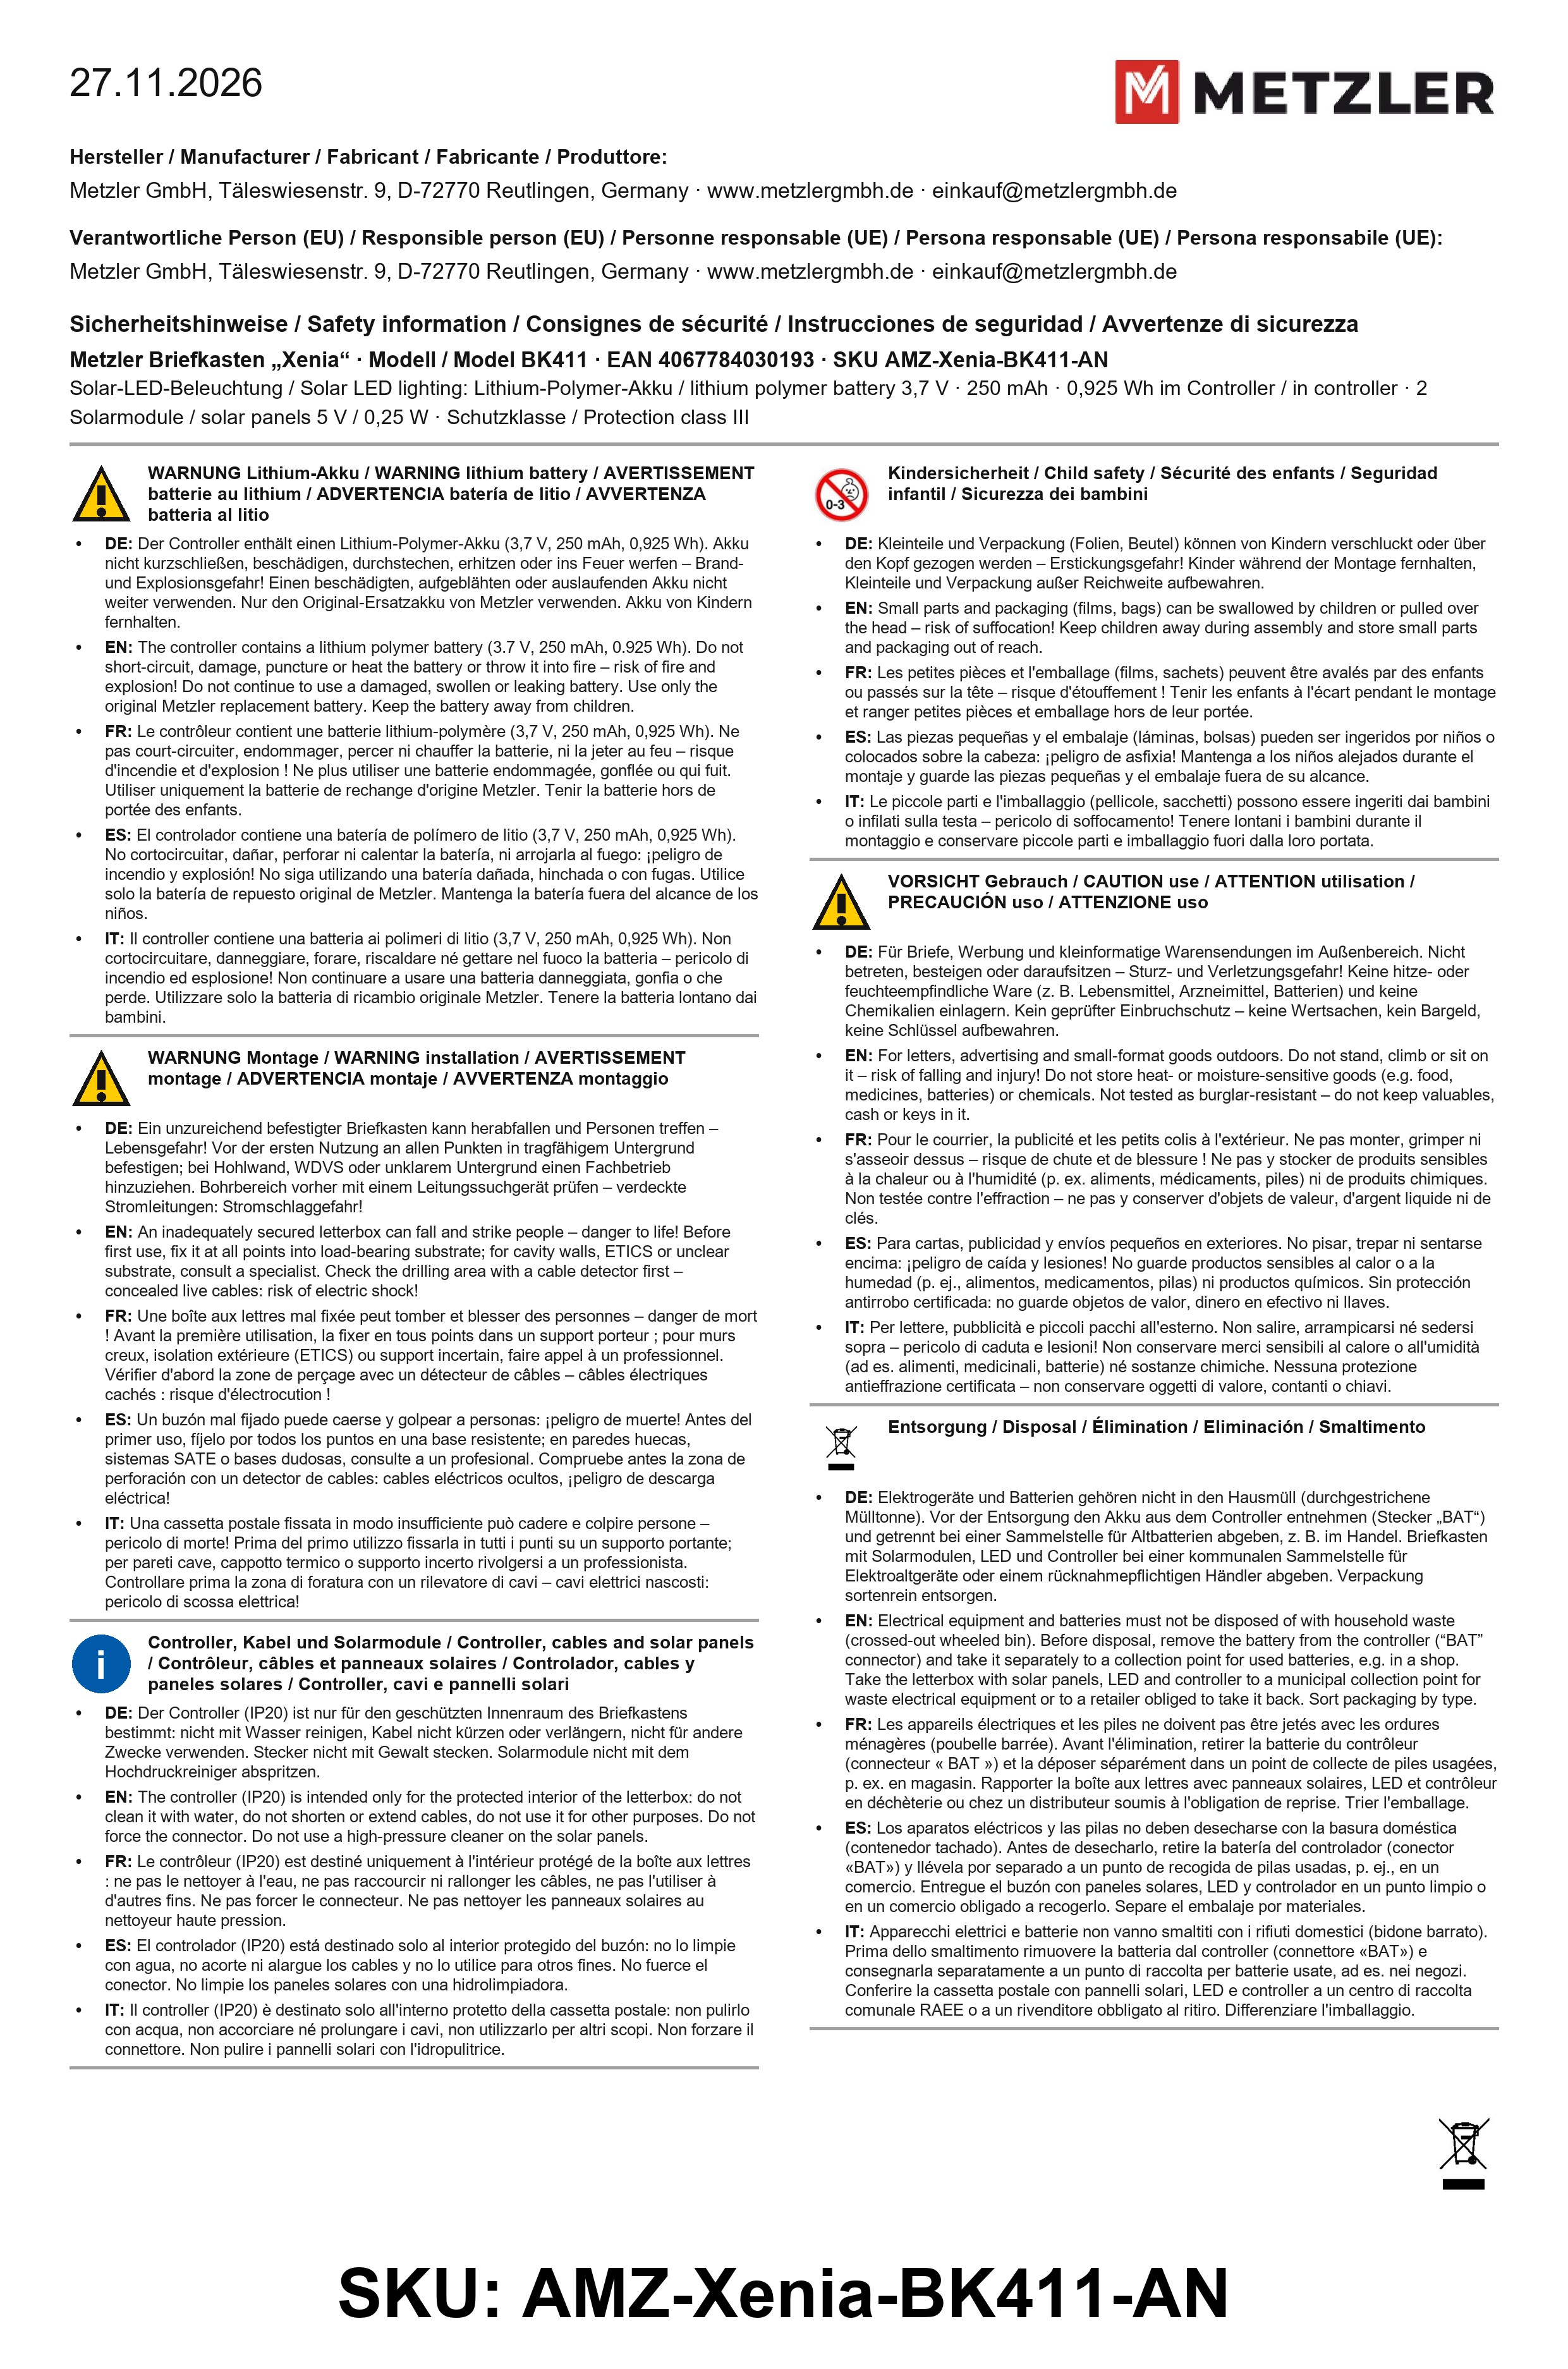 27.11.2026
METZLER
Hersteller / Manufacturer / Fabricant / Fabricante / Produttore:
Metzler GmbH, Täleswiesenstr. 9, D-72770 Reutlingen, Germany · www.metzlergmbh.de · einkauf@metzlergmbh.de
Verantwortliche Person (EU) / Responsible person (EU) / Personne responsable (UE) / Persona responsable (UE) / Persona responsabile (UE):
Metzler GmbH, Täleswiesenstr. 9, D-72770 Reutlingen, Germany · www.metzlergmbh.de · einkauf@metzlergmbh.de
Sicherheitshinweise / Safety information / Consignes de sécurité / Instrucciones de seguridad / Avvertenze di sicurezza
Metzler Briefkasten „Xenia“ · Modell / Model BK411 · EAN 4067784030193 · SKU AMZ-Xenia-BK411-AN
Solar-LED-Beleuchtung / Solar LED lighting: Lithium-Polymer-Akku / lithium polymer battery 3,7 V · 250 mAh · 0,925 Wh im Controller / in controller · 2
Solarmodule / solar panels 5 V / 0,25 W · Schutzklasse / Protection class III
WARNUNG Lithium-Akku / WARNING lithium battery / AVERTISSEMENT
batterie au lithium / ADVERTENCIA batería de litio / AVVERTENZA
batteria al litio
• DE: Der Controller enthält einen Lithium-Polymer-Akku (3,7 V, 250 mAh, 0,925 Wh). Akku
nicht kurzschließen, beschädigen, durchstechen, erhitzen oder ins Feuer werfen – Brand-
und Explosionsgefahr! Einen beschädigten, aufgeblähten oder auslaufenden Akku nicht
weiter verwenden. Nur den Original-Ersatzakku von Metzler verwenden. Akku von Kindern
fernhalten.
• EN: The controller contains a lithium polymer battery (3.7 V, 250 mAh, 0.925 Wh). Do not
short-circuit, damage, puncture or heat the battery or throw it into fire – risk of fire and
explosion! Do not continue to use a damaged, swollen or leaking battery. Use only the
original Metzler replacement battery. Keep the battery away from children.
• FR: Le contrôleur contient une batterie lithium-polymère (3,7 V, 250 mAh, 0,925 Wh). Ne
pas court-circuiter, endommager, percer ni chauffer la batterie, ni la jeter au feu – risque
d'incendie et d'explosion ! Ne plus utiliser une batterie endommagée, gonflée ou qui fuit.
Utiliser uniquement la batterie de rechange d'origine Metzler. Tenir la batterie hors de
portée des enfants.
• ES: El controlador contiene una batería de polímero de litio (3,7 V, 250 mAh, 0,925 Wh).
No cortocircuitar, dañar, perforar ni calentar la batería, ni arrojarla al fuego: ¡peligro de
incendio y explosión! No siga utilizando una batería dañada, hinchada o con fugas. Utilice
solo la batería de repuesto original de Metzler. Mantenga la batería fuera del alcance de los
niños.
• IT: Il controller contiene una batteria ai polimeri di litio (3,7 V, 250 mAh, 0,925 Wh). Non
cortocircuitare, danneggiare, forare, riscaldare né gettare nel fuoco la batteria – pericolo di
incendio ed esplosione! Non continuare a usare una batteria danneggiata, gonfia o che
perde. Utilizzare solo la batteria di ricambio originale Metzler. Tenere la batteria lontano dai
bambini.
WARNUNG Montage / WARNING installation / AVERTISSEMENT
montage / ADVERTENCIA montaje / AVVERTENZA montaggio
• DE: Ein unzureichend befestigter Briefkasten kann herabfallen und Personen treffen –
Lebensgefahr! Vor der ersten Nutzung an allen Punkten in tragfähigem Untergrund
befestigen; bei Hohlwand, WDVS oder unklarem Untergrund einen Fachbetrieb
hinzuziehen. Bohrbereich vorher mit einem Leitungssuchgerät prüfen – verdeckte
Stromleitungen: Stromschlaggefahr!
• EN: An inadequately secured letterbox can fall and strike people – danger to life! Before
first use, fix it at all points into load-bearing substrate; for cavity walls, ETICS or unclear
substrate, consult a specialist. Check the drilling area with a cable detector first –
concealed live cables: risk of electric shock!
• FR: Une boîte aux lettres mal fixée peut tomber et blesser des personnes – danger de mort
! Avant la première utilisation, la fixer en tous points dans un support porteur ; pour murs
creux, isolation extérieure (ETICS) ou support incertain, faire appel à un professionnel.
Vérifier d'abord la zone de perçage avec un détecteur de câbles – câbles électriques
cachés : risque d'électrocution !
• ES: Un buzón mal fijado puede caerse y golpear a personas: ¡peligro de muerte! Antes del
primer uso, fíjelo por todos los puntos en una base resistente; en paredes huecas,
sistemas SATE o bases dudosas, consulte a un profesional. Compruebe antes la zona de
perforación con un detector de cables: cables eléctricos ocultos, ¡peligro de descarga
eléctrica!
• IT: Una cassetta postale fissata in modo insufficiente può cadere e colpire persone –
pericolo di morte! Prima del primo utilizzo fissarla in tutti i punti su un supporto portante;
per pareti cave, cappotto termico o supporto incerto rivolgersi a un professionista.
Controllare prima la zona di foratura con un rilevatore di cavi – cavi elettrici nascosti:
pericolo di scossa elettrica!
i
Controller, Kabel und Solarmodule / Controller, cables and solar panels
/ Contrôleur, câbles et panneaux solaires / Controlador, cables y
paneles solares / Controller, cavi e pannelli solari
• DE: Der Controller (IP20) ist nur für den geschützten Innenraum des Briefkastens
bestimmt: nicht mit Wasser reinigen, Kabel nicht kürzen oder verlängern, nicht für andere
Zwecke verwenden. Stecker nicht mit Gewalt stecken. Solarmodule nicht mit dem
Hochdruckreiniger abspritzen.
• EN: The controller (IP20) is intended only for the protected interior of the letterbox: do not
clean it with water, do not shorten or extend cables, do not use it for other purposes. Do not
force the connector. Do not use a high-pressure cleaner on the solar panels.
• FR: Le contrôleur (IP20) est destiné uniquement à l'intérieur protégé de la boîte aux lettres
: ne pas le nettoyer à l'eau, ne pas raccourcir ni rallonger les câbles, ne pas l'utiliser à
d'autres fins. Ne pas forcer le connecteur. Ne pas nettoyer les panneaux solaires au
nettoyeur haute pression.
• ES: El controlador (IP20) está destinado solo al interior protegido del buzón: no lo limpie
con agua, no acorte ni alargue los cables y no lo utilice para otros fines. No fuerce el
conector. No limpie los paneles solares con una hidrolimpiadora.
• IT: Il controller (IP20) è destinato solo all'interno protetto della cassetta postale: non pulirlo
con acqua, non accorciare né prolungare i cavi, non utilizzarlo per altri scopi. Non forzare il
connettore. Non pulire i pannelli solari con l'idropulitrice.
0-3
Kindersicherheit / Child safety / Sécurité des enfants / Seguridad
infantil / Sicurezza dei bambini
• DE: Kleinteile und Verpackung (Folien, Beutel) können von Kindern verschluckt oder über
den Kopf gezogen werden – Erstickungsgefahr! Kinder während der Montage fernhalten,
Kleinteile und Verpackung außer Reichweite aufbewahren.
• EN: Small parts and packaging (films, bags) can be swallowed by children or pulled over
the head – risk of suffocation! Keep children away during assembly and store small parts
and packaging out of reach.
• FR: Les petites pièces et l'emballage (films, sachets) peuvent être avalés par des enfants
ou passés sur la tête – risque d'étouffement ! Tenir les enfants à l'écart pendant le montage
et ranger petites pièces et emballage hors de leur portée.
• ES: Las piezas pequeñas y el embalaje (láminas, bolsas) pueden ser ingeridos por niños o
colocados sobre la cabeza: ¡peligro de asfixia! Mantenga a los niños alejados durante el
montaje y guarde las piezas pequeñas y el embalaje fuera de su alcance.
• IT: Le piccole parti e l'imballaggio (pellicole, sacchetti) possono essere ingeriti dai bambini
o infilati sulla testa – pericolo di soffocamento! Tenere lontani i bambini durante il
montaggio e conservare piccole parti e imballaggio fuori dalla loro portata.
VORSICHT Gebrauch / CAUTION use / ATTENTION utilisation /
PRECAUCIÓN uso / ATTENZIONE uso
• DE: Für Briefe, Werbung und kleinformatige Warensendungen im Außenbereich. Nicht
betreten, besteigen oder daraufsitzen – Sturz- und Verletzungsgefahr! Keine hitze- oder
feuchteempfindliche Ware (z. B. Lebensmittel, Arzneimittel, Batterien) und keine
Chemikalien einlagern. Kein geprüfter Einbruchschutz – keine Wertsachen, kein Bargeld,
keine Schlüssel aufbewahren.
• EN: For letters, advertising and small-format goods outdoors. Do not stand, climb or sit on
it – risk of falling and injury! Do not store heat- or moisture-sensitive goods (e.g. food,
medicines, batteries) or chemicals. Not tested as burglar-resistant – do not keep valuables,
cash or keys in it.
• FR: Pour le courrier, la publicité et les petits colis à l'extérieur. Ne pas monter, grimper ni
s'asseoir dessus – risque de chute et de blessure ! Ne pas y stocker de produits sensibles
à la chaleur ou à l'humidité (p. ex. aliments, médicaments, piles) ni de produits chimiques.
Non testée contre l'effraction – ne pas y conserver d'objets de valeur, d'argent liquide ni de
clés.
• ES: Para cartas, publicidad y envíos pequeños en exteriores. No pisar, trepar ni sentarse
encima: ¡peligro de caída y lesiones! No guarde productos sensibles al calor o a la
humedad (p. ej., alimentos, medicamentos, pilas) ni productos químicos. Sin protección
antirrobo certificada: no guarde objetos de valor, dinero en efectivo ni llaves.
• IT: Per lettere, pubblicità e piccoli pacchi all'esterno. Non salire, arrampicarsi né sedersi
sopra – pericolo di caduta e lesioni! Non conservare merci sensibili al calore o all'umidità
(ad es. alimenti, medicinali, batterie) né sostanze chimiche. Nessuna protezione
antieffrazione certificata – non conservare oggetti di valore, contanti o chiavi.
Entsorgung / Disposal / Élimination / Eliminación / Smaltimento
• DE: Elektrogeräte und Batterien gehören nicht in den Hausmüll (durchgestrichene
Mülltonne). Vor der Entsorgung den Akku aus dem Controller entnehmen (Stecker „BAT“)
und getrennt bei einer Sammelstelle für Altbatterien abgeben, z. B. im Handel. Briefkasten
mit Solarmodulen, LED und Controller bei einer kommunalen Sammelstelle für
Elektroaltgeräte oder einem rücknahmepflichtigen Händler abgeben. Verpackung
sortenrein entsorgen.
• EN: Electrical equipment and batteries must not be disposed of with household waste
(crossed-out wheeled bin). Before disposal, remove the battery from the controller (“BAT”
connector) and take it separately to a collection point for used batteries, e.g. in a shop.
Take the letterbox with solar panels, LED and controller to a municipal collection point for
waste electrical equipment or to a retailer obliged to take it back. Sort packaging by type.
• FR: Les appareils électriques et les piles ne doivent pas être jetés avec les ordures
ménagères (poubelle barrée). Avant l'élimination, retirer la batterie du contrôleur
(connecteur « BAT ») et la déposer séparément dans un point de collecte de piles usagées,
p. ex. en magasin. Rapporter la boîte aux lettres avec panneaux solaires, LED et contrôleur
en déchèterie ou chez un distributeur soumis à l'obligation de reprise. Trier l'emballage.
• ES: Los aparatos eléctricos y las pilas no deben desecharse con la basura doméstica
(contenedor tachado). Antes de desecharlo, retire la batería del controlador (conector
«BAT») y llévela por separado a un punto de recogida de pilas usadas, p. ej., en un
comercio. Entregue el buzón con paneles solares, LED y controlador en un punto limpio o
en un comercio obligado a recogerlo. Separe el embalaje por materiales.
• IT: Apparecchi elettrici e batterie non vanno smaltiti con i rifiuti domestici (bidone barrato).
Prima dello smaltimento rimuovere la batteria dal controller (connettore «BAT») e
consegnarla separatamente a un punto di raccolta per batterie usate, ad es. nei negozi.
Conferire la cassetta postale con pannelli solari, LED e controller a un centro di raccolta
comunale RAEE o a un rivenditore obbligato al ritiro. Differenziare l'imballaggio.
SKU: AMZ-Xenia-BK411-AN